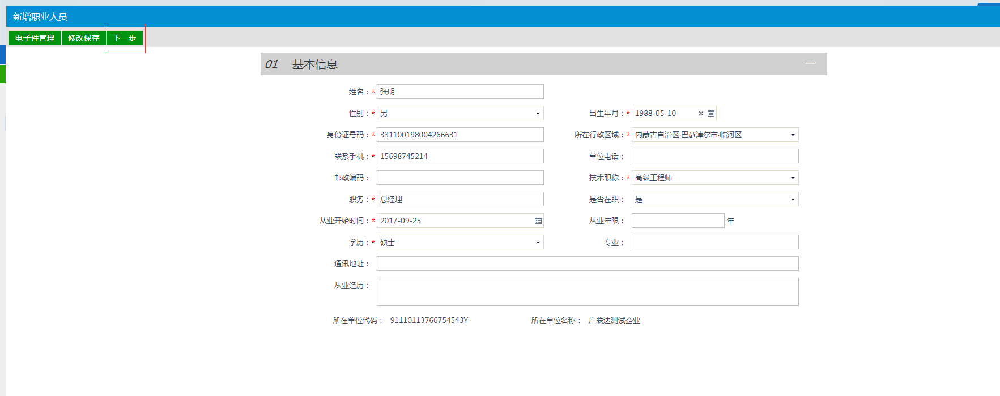 新增职业人员
电子件管理 修改保存 下一步
01 基本信息
姓名：* 张明
性别：* 男 出生年月：* 1988-05-10
身份证号码：* 331100198004266631 所在行政区域：* 内蒙古自治区·巴彦淖尔市·临河区
联系手机：* 15698745214 单位电话：
邮政编码： 技术职称：* 高级工程师
职务：* 总经理 是否在职： 是
从业开始时间：* 2017-09-25 从业年限： 年
学历：* 硕士 专业：
通讯地址：
从业经历：
所在单位代码： 91110113766754543Y 所在单位名称： 广联达测试企业